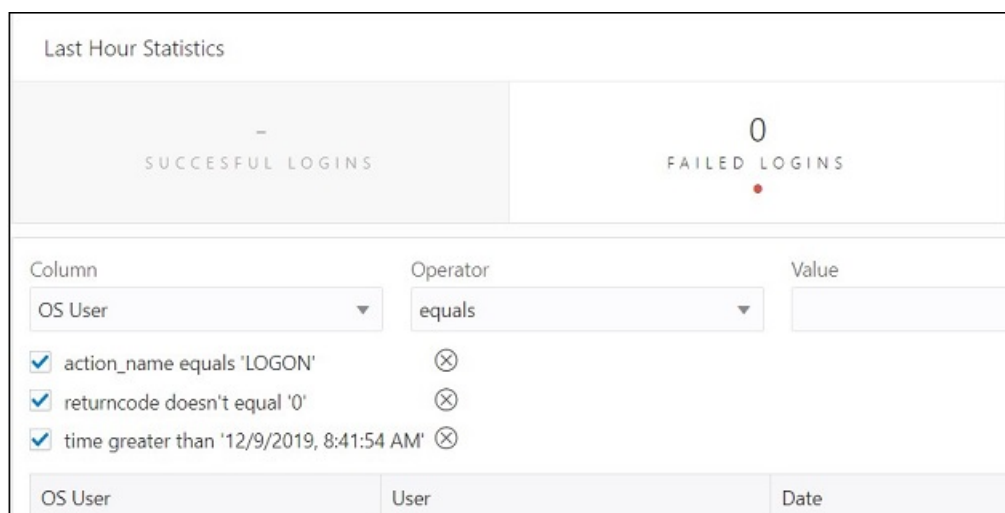 Last Hour Statistics
-
SUCCESFUL LOGINS
0
FAILED LOGINS
Column Operator Value
OS User equals
action_name equals 'LOGON'
returncode doesn't equal '0'
time greater than '12/9/2019, 8:41:54 AM'
OS User User Date